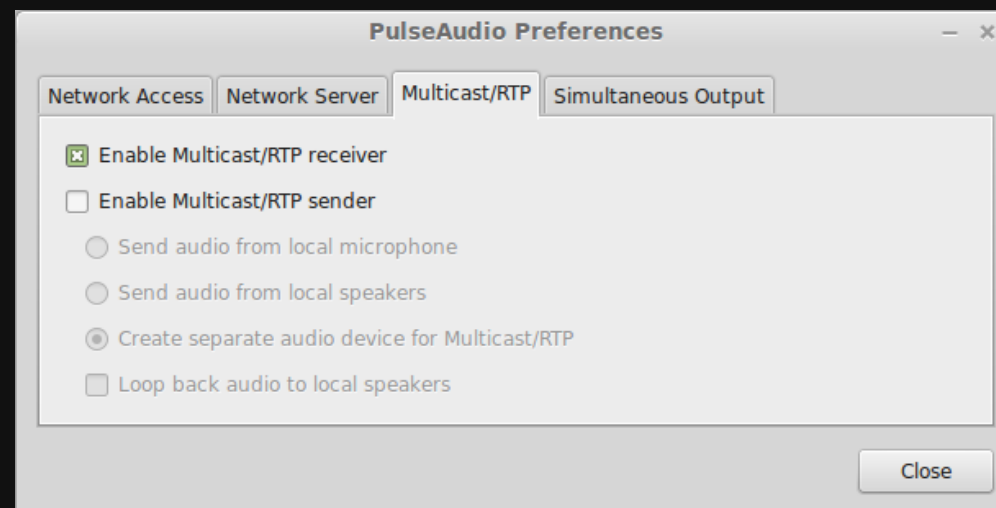 PulseAudio Preferences
Network Access Network Server Multicast/RTP Simultaneous Output
Enable Multicast/RTP receiver
Enable Multicast/RTP sender
Send audio from local microphone
Send audio from local speakers
Create separate audio device for Multicast/RTP
Loop back audio to local speakers
Close